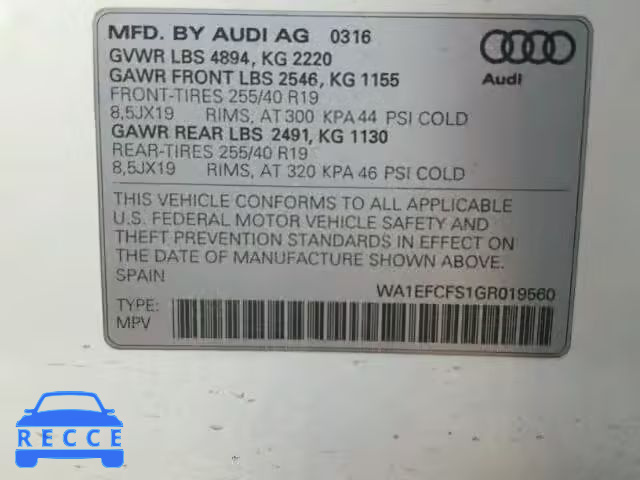 MFD. BY AUDI AG 0316
GVWR LBS 4894, KG 2220
GAWR FRONT LBS 2546, KG 1155
FRONT-TIRES 255/40 R19
8,5JX19 RIMS, AT 300 KPA 44 PSI COLD
GAWR REAR LBS 2491, KG 1130
REAR-TIRES 255/40 R19
8,5JX19 RIMS, AT 320 KPA 46 PSI COLD
Audi
THIS VEHICLE CONFORMS TO ALL APPLICABLE
U.S. FEDERAL MOTOR VEHICLE SAFETY AND
THEFT PREVENTION STANDARDS IN EFFECT ON
THE DATE OF MANUFACTURE SHOWN ABOVE.
SPAIN
WA1EFCFS1GR019560
TYPE:
MPV
RECCE